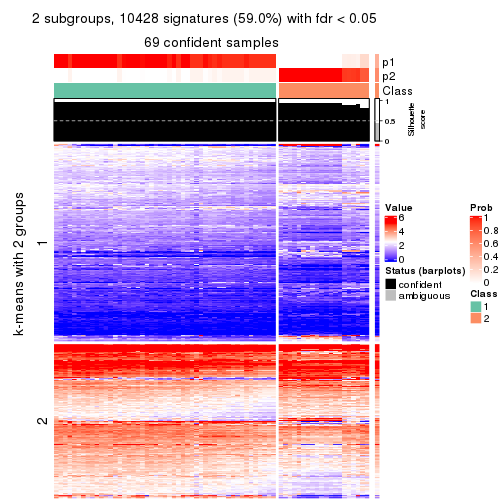 2 subgroups, 10428 signatures (59.0%) with fdr < 0.05
69 confident samples
p1
p2
Class
1
0.5
0
Silhouette
score
k-means with 2 groups
1
2
Value
6
4
2
0
Status (barplots)
confident
ambiguous
Prob
1
0.8
0.6
0.4
0.2
0
Class
1
2